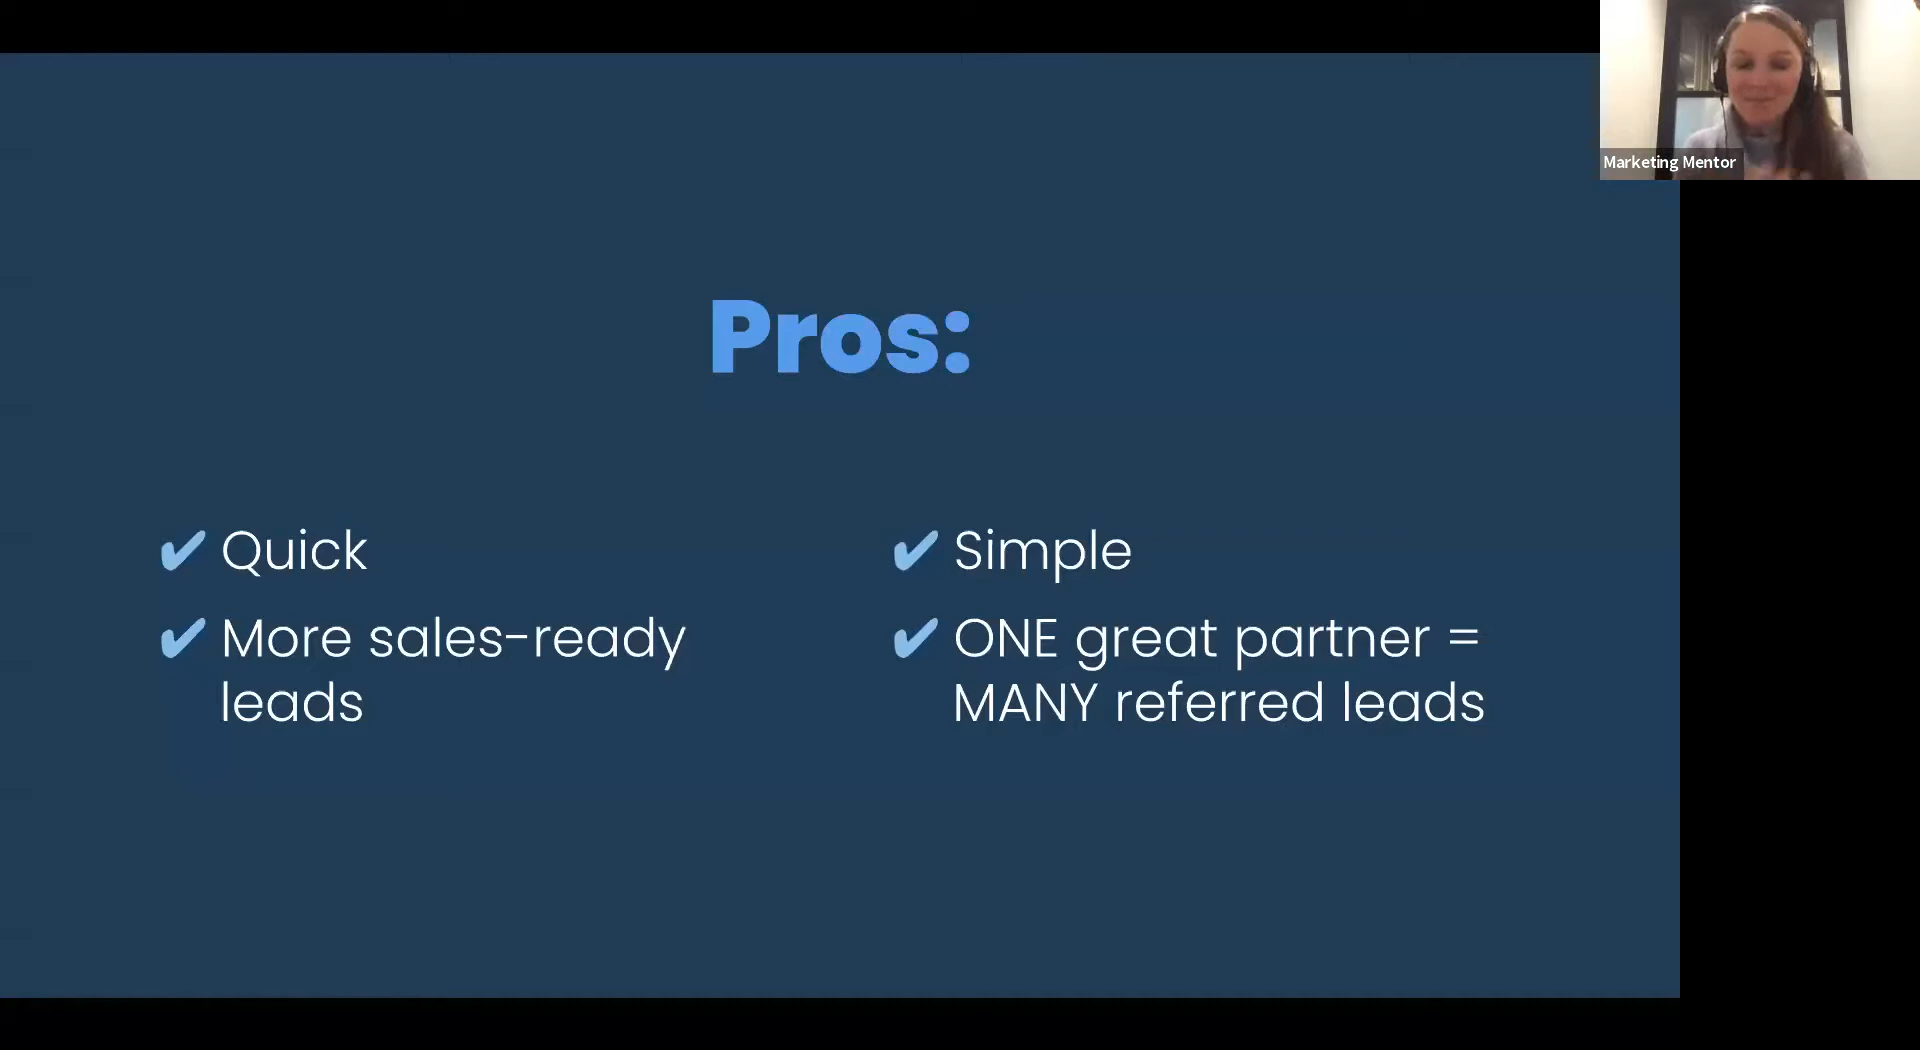 Marketing Mentor
Pros:
✔ Quick
✔ More sales-ready
leads
✔ Simple
✔ ONE great partner =
MANY referred leads